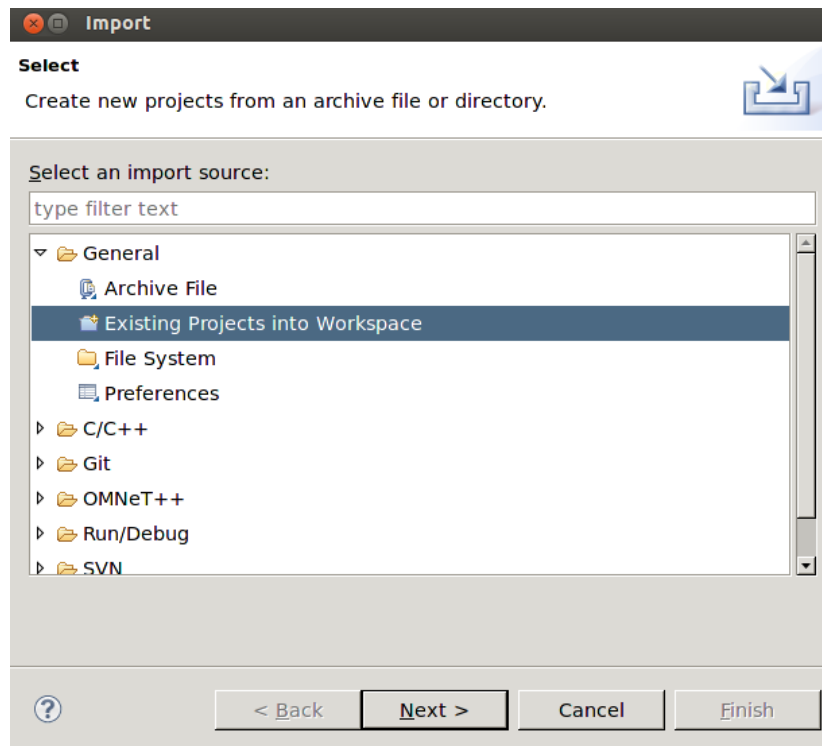 Import
Select
Create new projects from an archive file or directory.
Select an import source:
type filter text
General
Archive File
Existing Projects into Workspace
File System
Preferences
C/C++
Git
OMNeT++
Run/Debug
SVN
? < Back Next > Cancel Finish